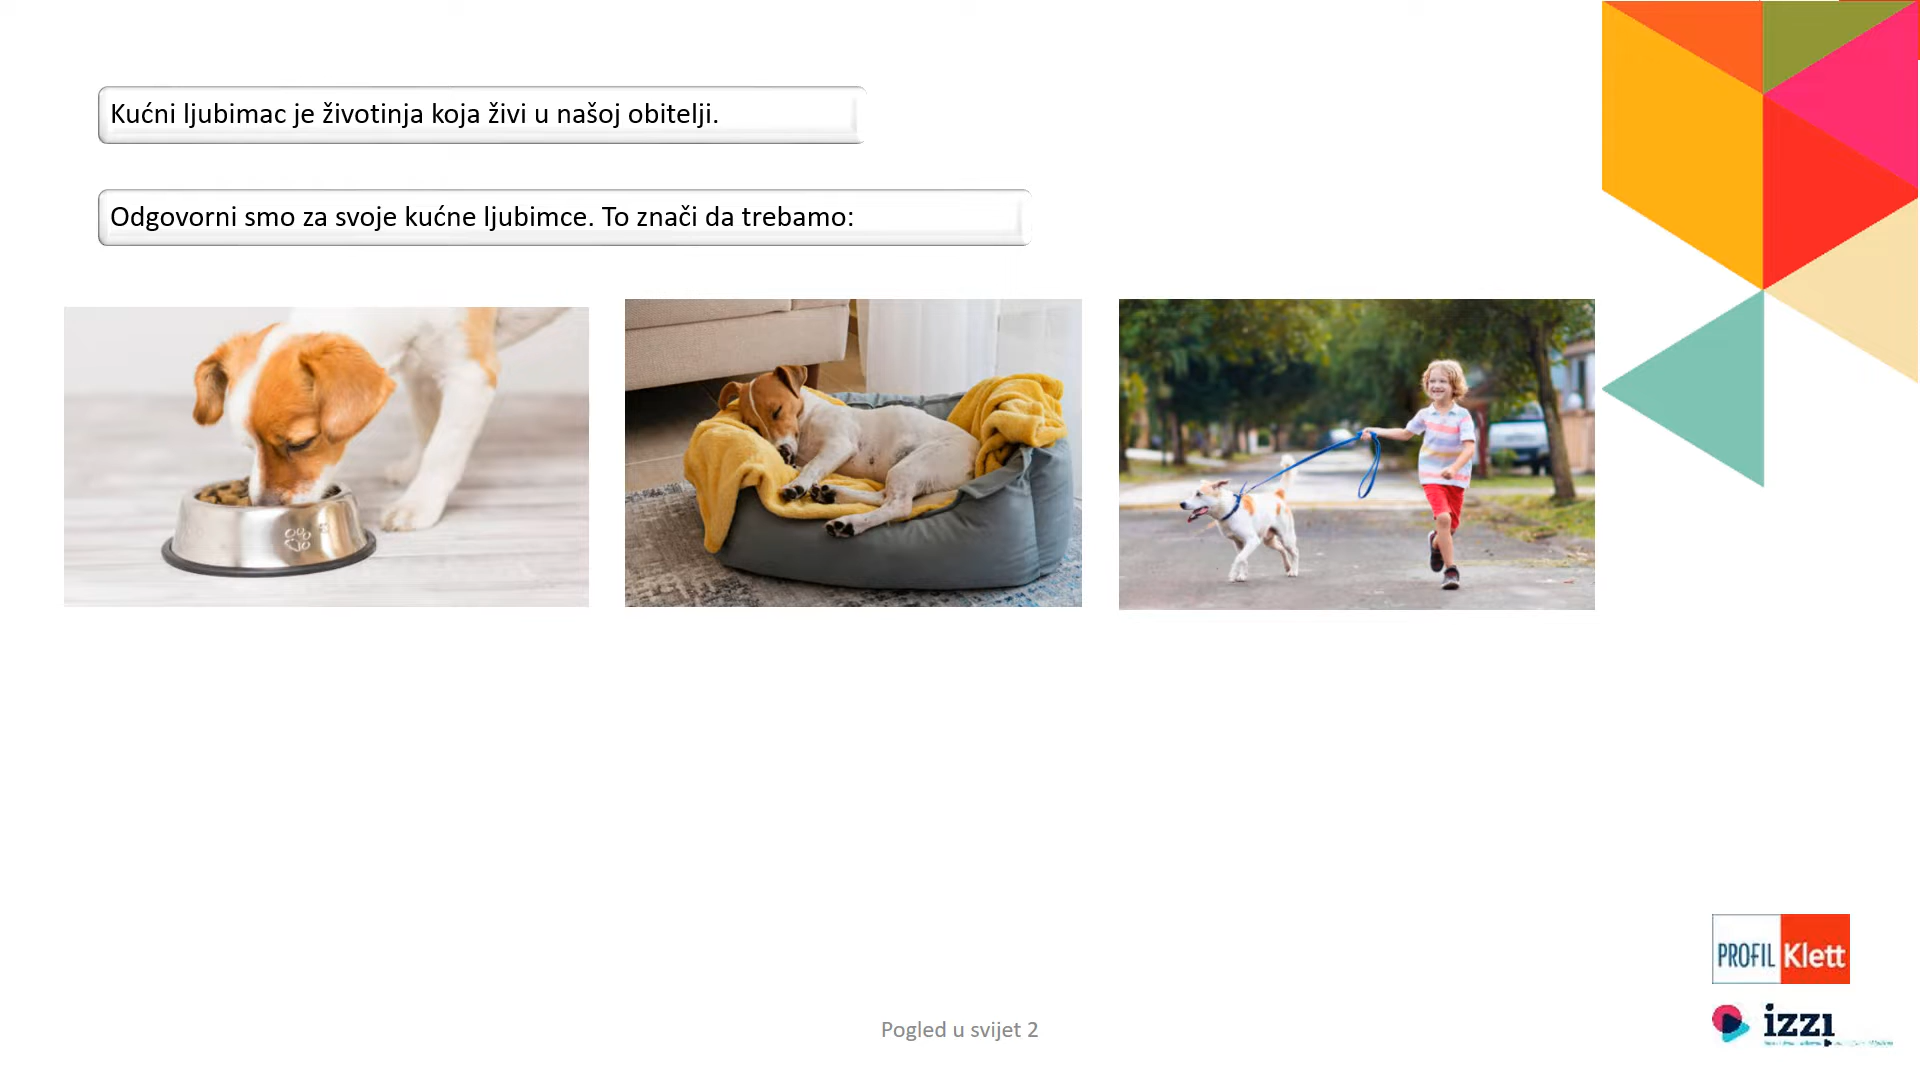 Kućni ljubimac je životinja koja živi u našoj obitelji.
Odgovorni smo za svoje kućne ljubimce. To znači da trebamo:
PROFIL Klett
izzi
Pogled u svijet 2